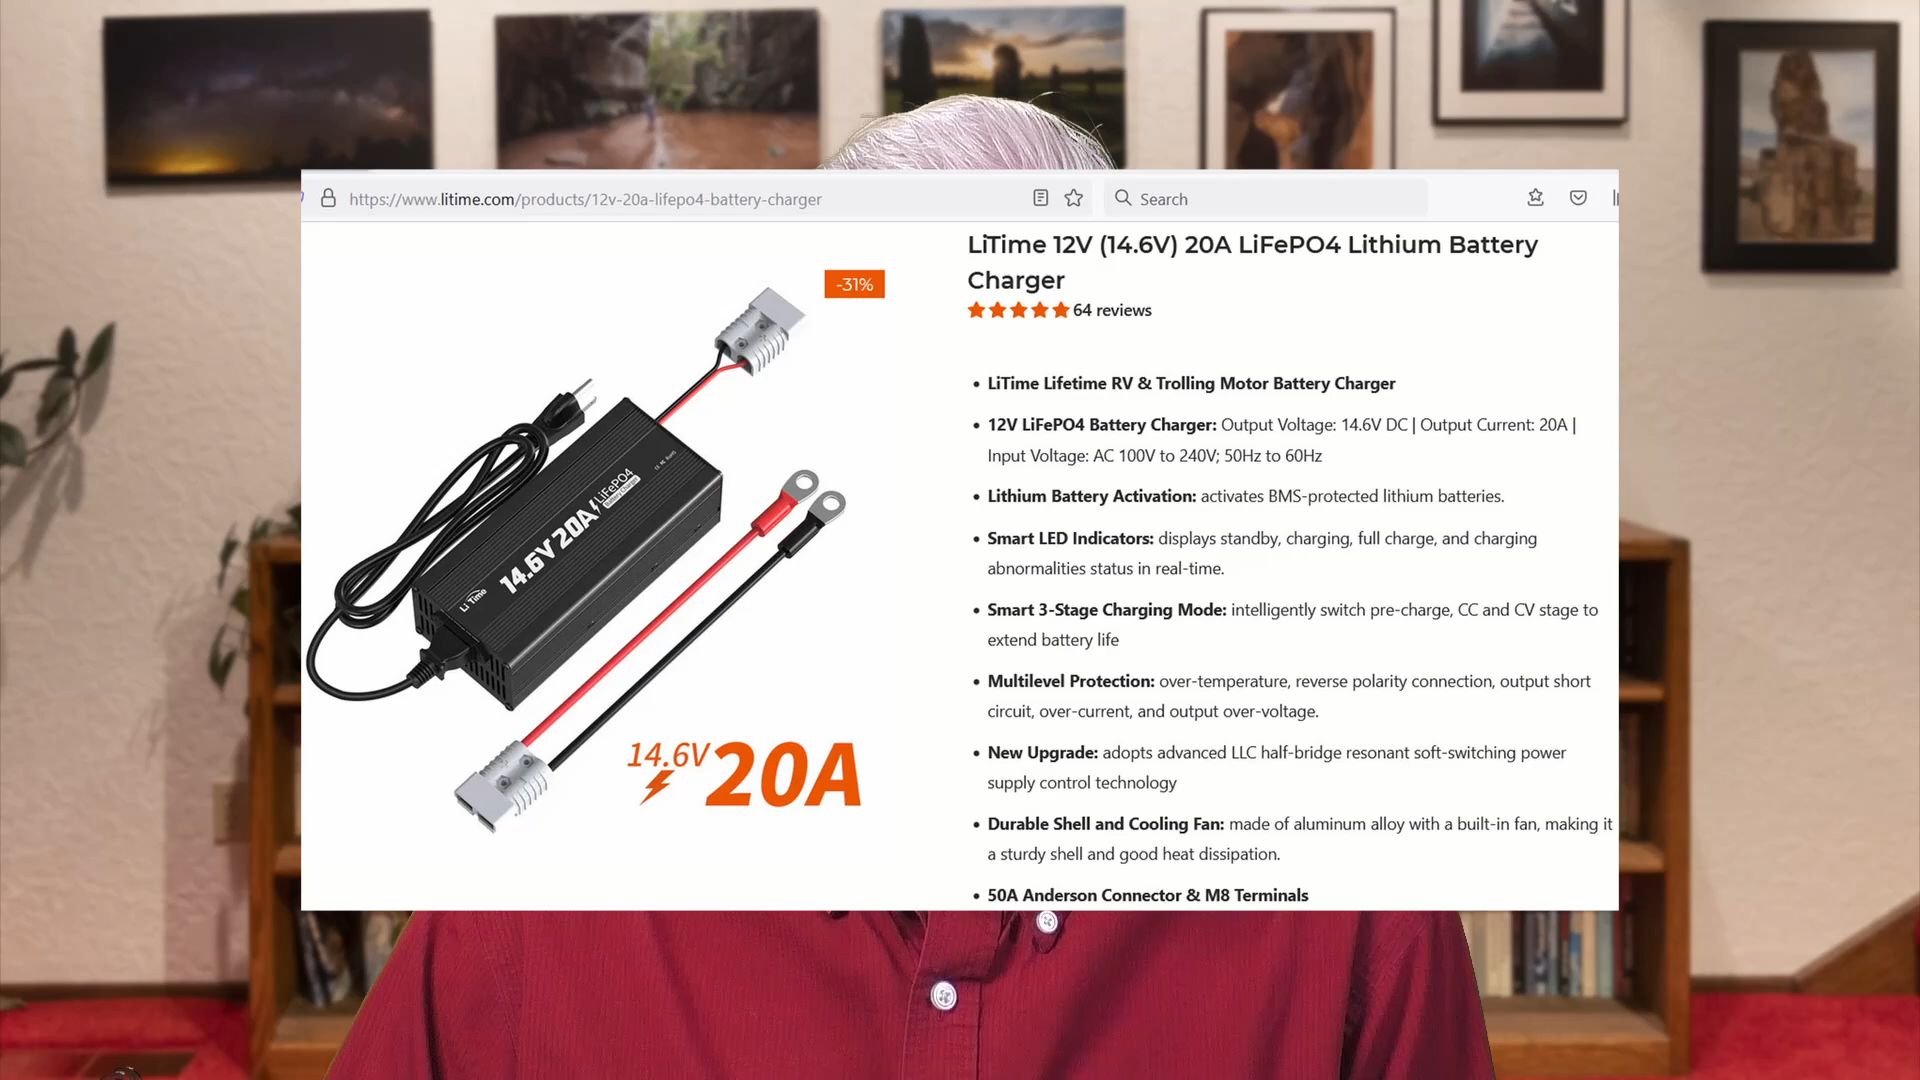 https://www.litime.com/products/12v-20a-lifepo4-battery-charger
Search
LiTime 12V (14.6V) 20A LiFePO4 Lithium Battery
Charger
64 reviews
-31%
Li Time
14.6V 20A
LiFePO4
Battery Charger
14.6V
20A
• LiTime Lifetime RV & Trolling Motor Battery Charger
• 12V LiFePO4 Battery Charger: Output Voltage: 14.6V DC | Output Current: 20A |
Input Voltage: AC 100V to 240V; 50Hz to 60Hz
• Lithium Battery Activation: activates BMS-protected lithium batteries.
• Smart LED Indicators: displays standby, charging, full charge, and charging
abnormalities status in real-time.
• Smart 3-Stage Charging Mode: intelligently switch pre-charge, CC and CV stage to
extend battery life
• Multilevel Protection: over-temperature, reverse polarity connection, output short
circuit, over-current, and output over-voltage.
• New Upgrade: adopts advanced LLC half-bridge resonant soft-switching power
supply control technology
• Durable Shell and Cooling Fan: made of aluminum alloy with a built-in fan, making it
a sturdy shell and good heat dissipation.
• 50A Anderson Connector & M8 Terminals